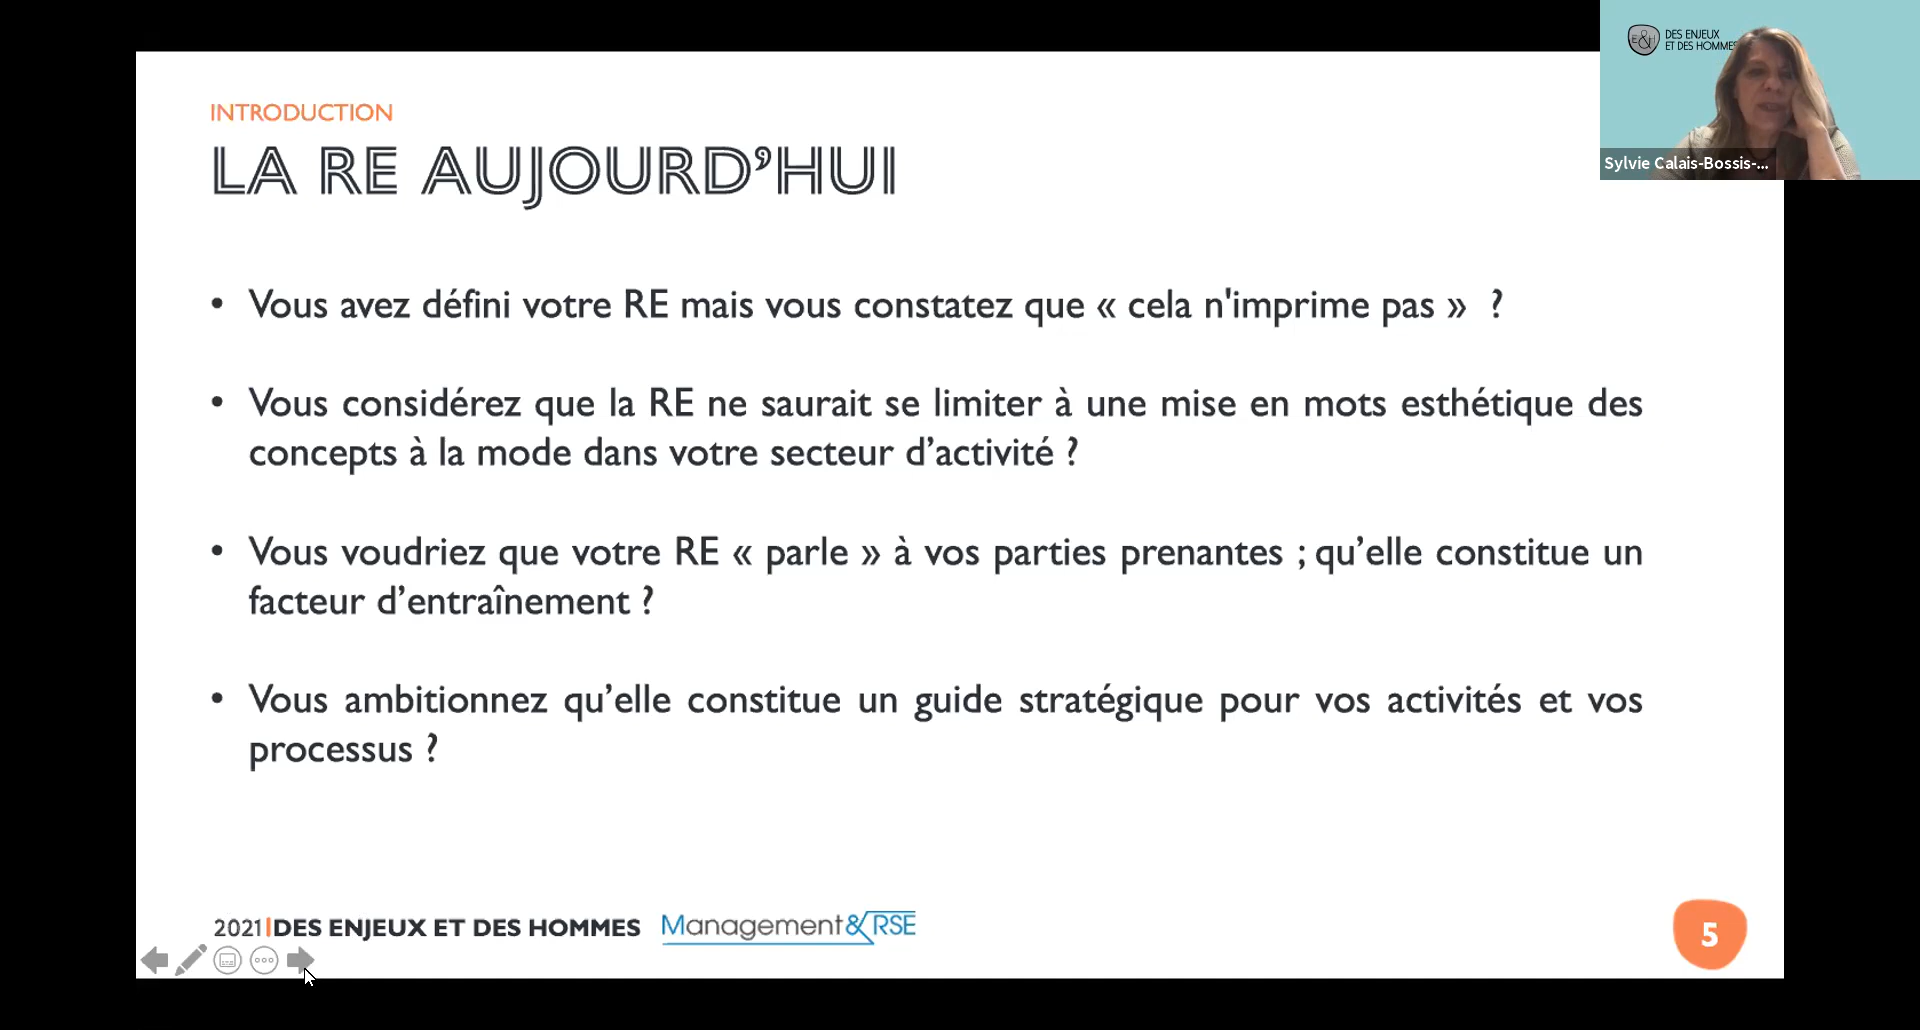 DES ENJEUX
ET DES HOMMES
Sylvie Calais-Bossis-...
INTRODUCTION
LA RE AUJOURD’HUI
• Vous avez défini votre RE mais vous constatez que « cela n'imprime pas » ?
• Vous considérez que la RE ne saurait se limiter à une mise en mots esthétique des
concepts à la mode dans votre secteur d’activité ?
• Vous voudriez que votre RE « parle » à vos parties prenantes ; qu’elle constitue un
facteur d’entraînement ?
• Vous ambitionnez qu’elle constitue un guide stratégique pour vos activités et vos
processus ?
2021|DES ENJEUX ET DES HOMMES Management&RSE
5